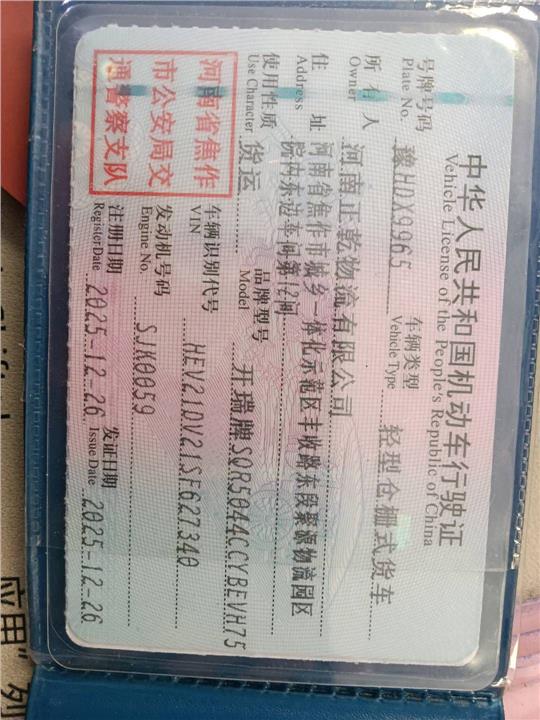 中华人民共和国机动车行驶证
Vehicle License of the People's Republic of China
号牌号码 豫HDX9965 车辆类型 轻型仓栅式货车
Plate No. Vehicle Type
所有人 河南正乾物流有限公司
Owner
住址 河南省焦作市城乡一体化示范区丰收路东段聚源物流园区
Address 院内东边车间第12间
使用性质 货运 品牌型号 开瑞牌SQR5044CCYBEVH75
Use Character Model
河南省焦作
市公安局交
通警察支队
车辆识别代号 HEV21DV21SF627340
VIN
发动机号码 SJK0059
Engine No.
注册日期 2025-12-26 发证日期 2025-12-26
Register Date Issue Date
应用”列